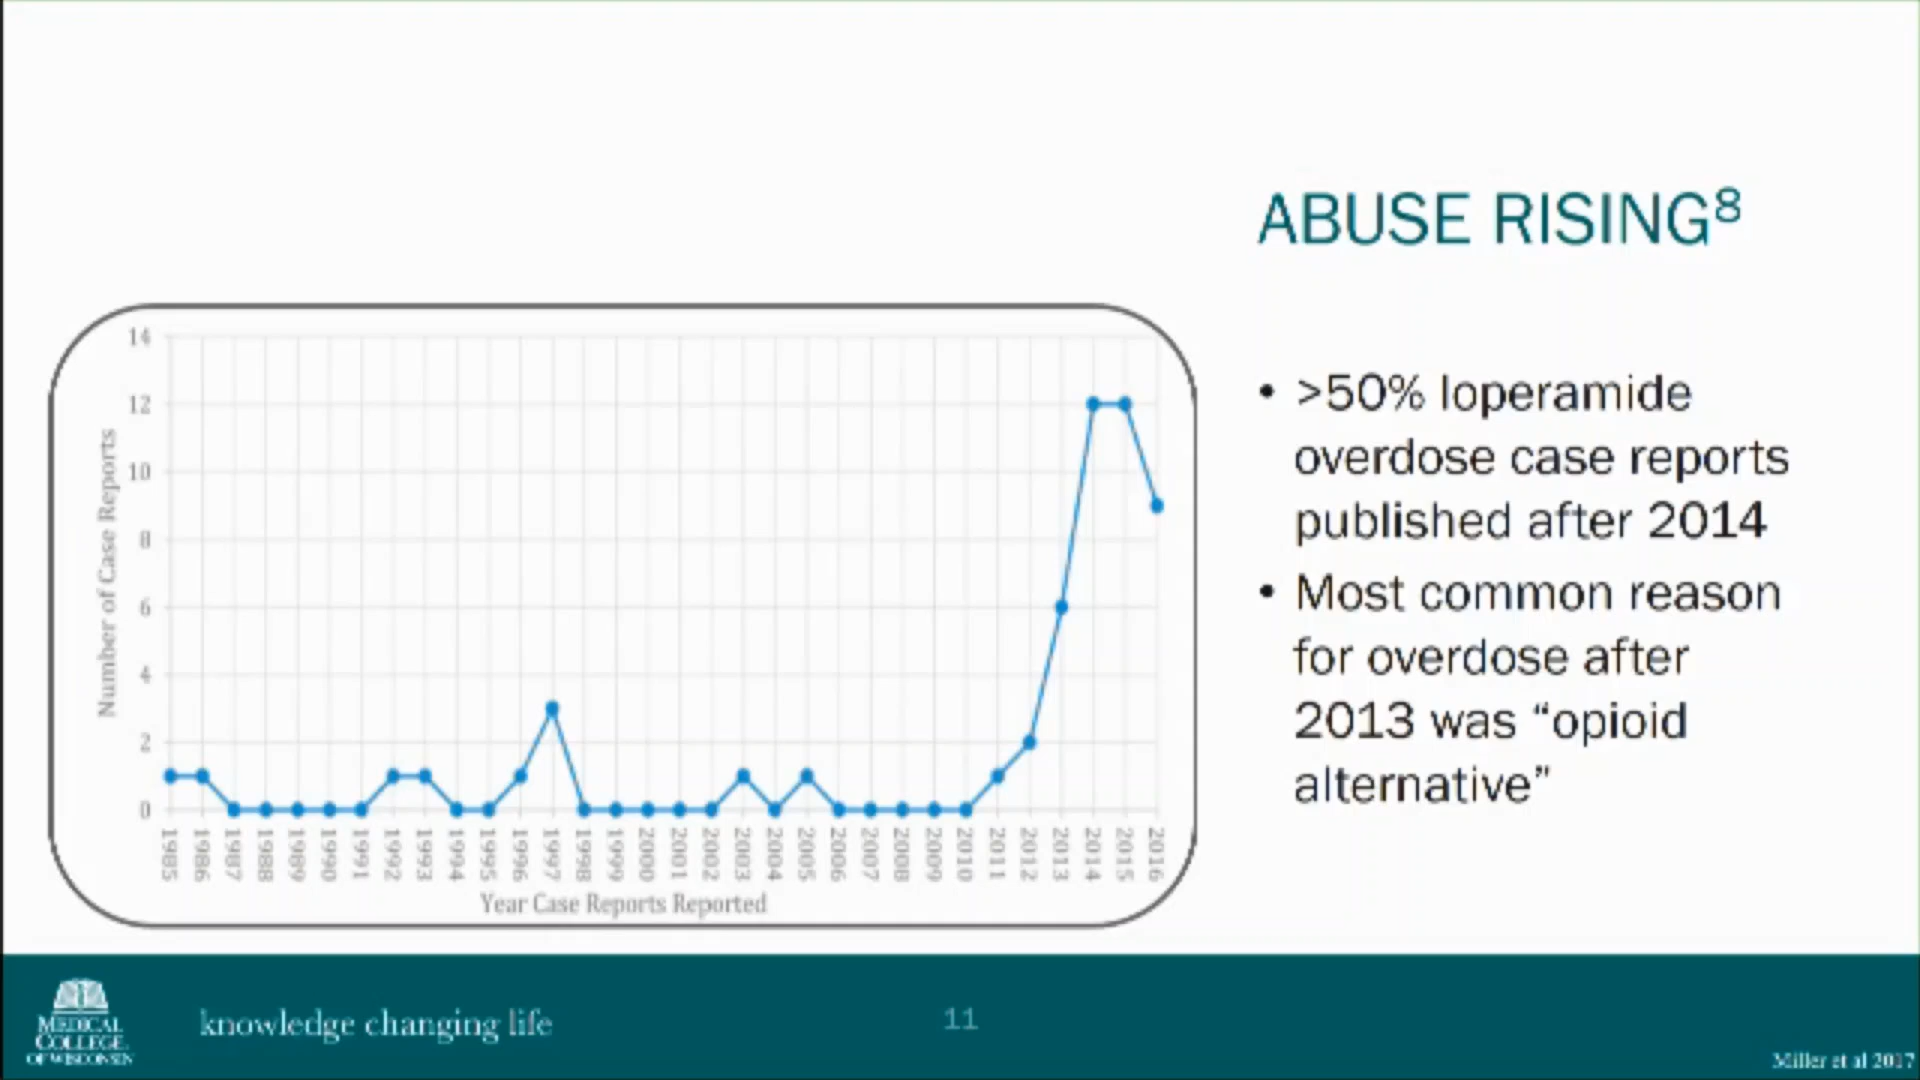 ABUSE RISING⁸
14
12
10
8
6
4
2
0
Number of Case Reports
1985
1986
1987
1988
1989
1990
1991
1992
1993
1994
1995
1996
1997
1998
1999
2000
2001
2002
2003
2004
2005
2006
2007
2008
2009
2010
2011
2012
2013
2014
2015
2016
Year Case Reports Reported
• >50% loperamide
overdose case reports
published after 2014
• Most common reason
for overdose after
2013 was “opioid
alternative”
MEDICAL
COLLEGE
OF WISCONSIN
knowledge changing life
11
Miller et al 2017